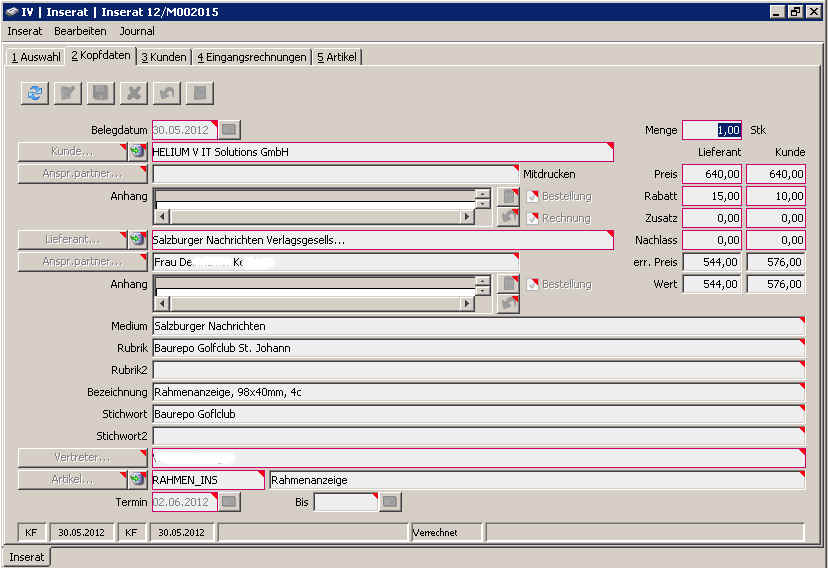 IV | Inserat | Inserat 12/M002015
Inserat Bearbeiten Journal
1 Auswahl 2 Kopfdaten 3 Kunden 4 Eingangsrechnungen 5 Artikel
Belegdatum 30.05.2012 Menge 1,00 Stk
Kunde... HELIUM V IT Solutions GmbH Lieferant Kunde
Anspr.partner... Mitdrucken Preis 640,00 640,00
Anhang Bestellung Rabatt 15,00 10,00
Rechnung Zusatz 0,00 0,00
Lieferant... Salzburger Nachrichten Verlagsgesells... Nachlass 0,00 0,00
Anspr.partner... Frau err. Preis 544,00 576,00
Anhang Bestellung Wert 544,00 576,00
Medium Salzburger Nachrichten
Rubrik Baurepo Golfclub St. Johann
Rubrik2
Bezeichnung Rahmenanzeige, 98x40mm, 4c
Stichwort Baurepo Goflclub
Stichwort2
Vertreter...
Artikel... RAHMEN_INS Rahmenanzeige
Termin 02.06.2012 Bis
KF 30.05.2012 KF 30.05.2012 Verrechnet
Inserat